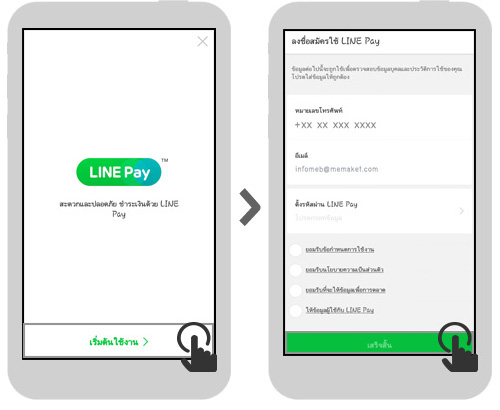 LINE Pay™
สะดวกและปลอดภัย ชำระเงินด้วย LINE
Pay
เริ่มต้นใช้งาน
ลงชื่อสมัครใช้ LINE Pay
ข้อมูลต่อไปนี้จะถูกใช้เพื่อตรวจสอบข้อมูลบุคคลและประวัติการใช้ของคุณ
โปรดใส่ข้อมูลให้ถูกต้อง
หมายเลขโทรศัพท์
+XX XX XXX XXXX
อีเมล์
infomeb@memaket.com
ตั้งรหัสผ่าน LINE Pay
โปรดกรอกข้อมูล
ยอมรับข้อกำหนดการใช้งาน
ยอมรับนโยบายความเป็นส่วนตัว
ยอมรับที่จะให้ข้อมูลเพื่อการตลาด
ให้ข้อมูลผู้ใช้กับ LINE Pay
เสร็จสิ้น